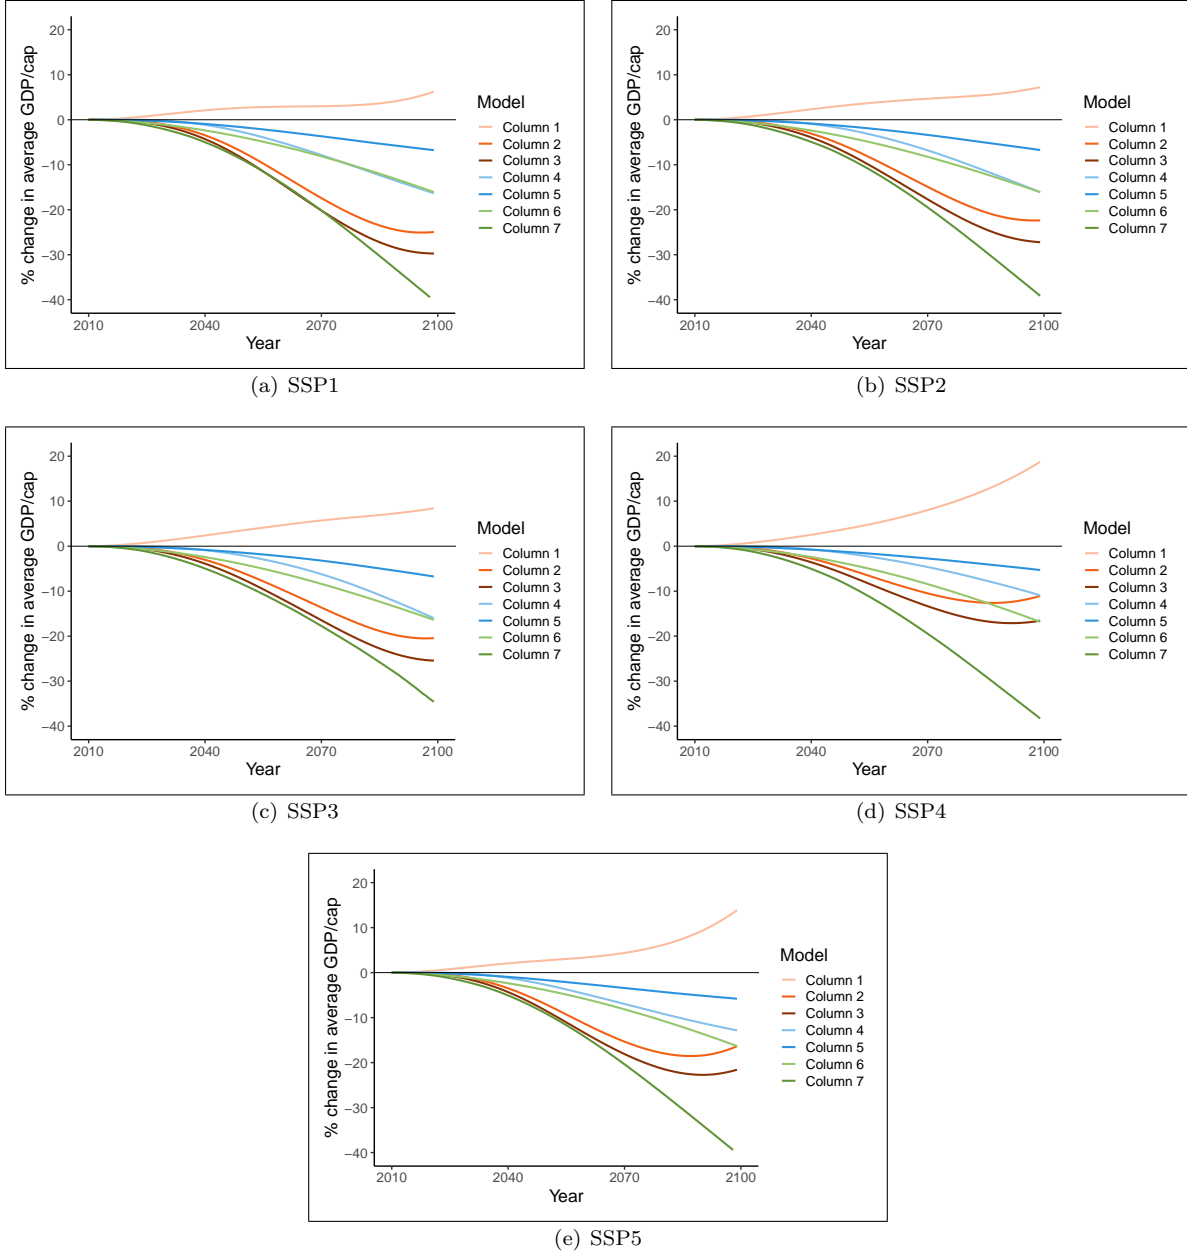 % change in average GDP/cap
20
10
0
−10
−20
−30
−40
2010 2040 2070 2100
Year
Model
Column 1
Column 2
Column 3
Column 4
Column 5
Column 6
Column 7
(a) SSP1
% change in average GDP/cap
20
10
0
−10
−20
−30
−40
2010 2040 2070 2100
Year
Model
Column 1
Column 2
Column 3
Column 4
Column 5
Column 6
Column 7
(b) SSP2
% change in average GDP/cap
20
10
0
−10
−20
−30
−40
2010 2040 2070 2100
Year
Model
Column 1
Column 2
Column 3
Column 4
Column 5
Column 6
Column 7
(c) SSP3
% change in average GDP/cap
20
10
0
−10
−20
−30
−40
2010 2040 2070 2100
Year
Model
Column 1
Column 2
Column 3
Column 4
Column 5
Column 6
Column 7
(d) SSP4
% change in average GDP/cap
20
10
0
−10
−20
−30
−40
2010 2040 2070 2100
Year
Model
Column 1
Column 2
Column 3
Column 4
Column 5
Column 6
Column 7
(e) SSP5